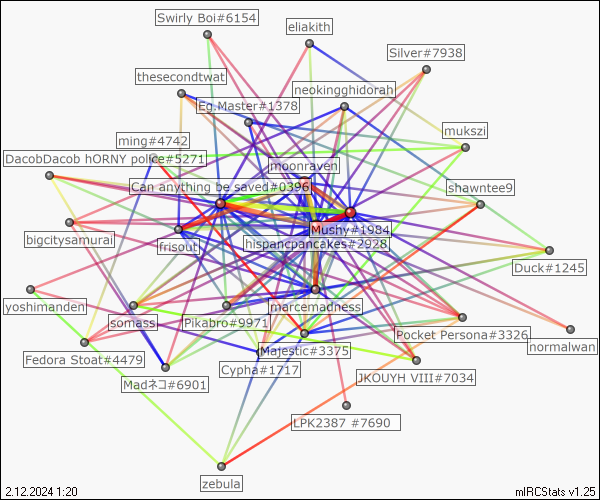 Swirly Boi#6154
eliakith
Silver#7938
thesecondtwat
neokingghidorah
Eg.Master#1378
mukszi
ming#4742
DacobDacob hORNY police#5271
moonraven
Can anything be saved#0396
shawntee9
Mushy#1984
bigcitysamurai
frisout
hispancpancakes#2928
Duck#1245
yoshimanden
somass
Pikabro#9971
marcemadness
Pocket Persona#3326
normalwan
Fedora Stoat#4479
Majestic#3375
Cypha#1717
Madネコ#6901
JKOUYH VIII#7034
LPK2387 #7690
zebula
2.12.2024 1:20
mIRCStats v1.25